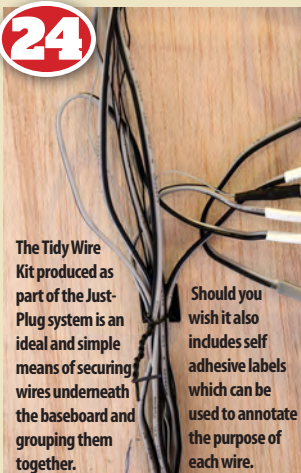 24
The Tidy Wire
Kit produced as
part of the Just-
Plug system is an
ideal and simple
means of securing
wires underneath
the baseboard and
grouping them
together.
Should you
wish it also
includes self
adhesive labels
which can be
used to annotate
the purpose of
each wire.